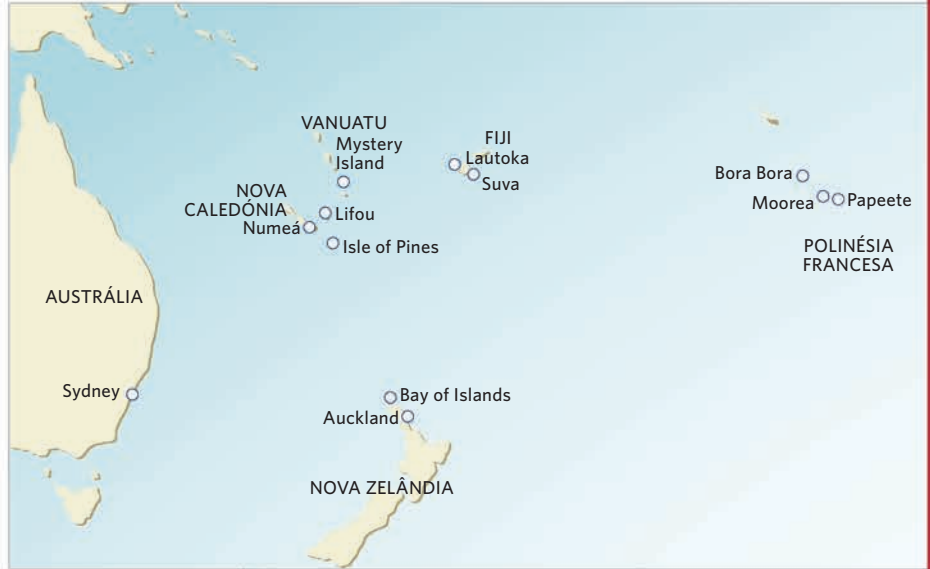 VANUATU
Mystery
Island
FIJI
Lautoka
Suva
NOVA
CALEDÓNIA
Lifou
Numeá
Isle of Pines
Bora Bora
Moorea
Papeete
POLINÉSIA
FRANCESA
AUSTRÁLIA
Sydney
Bay of Islands
Auckland
NOVA ZELÂNDIA